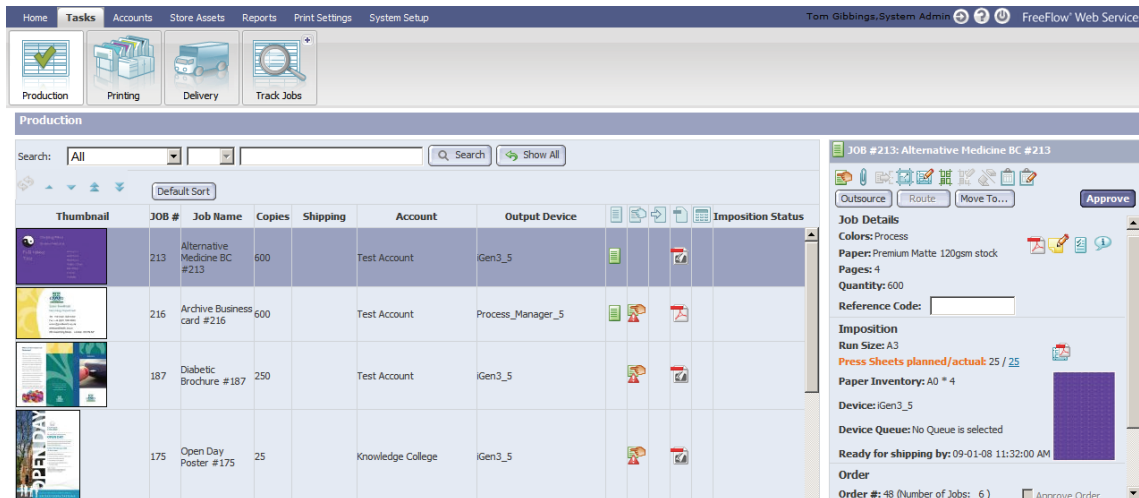 Home Tasks Accounts Store Assets Reports Print Settings System Setup
Tom Gibbings,System Admin FreeFlow® Web Service
Production Printing Delivery Track Jobs
Production
Search: All Search Show All
Default Sort
Thumbnail JOB # Job Name Copies Shipping Account Output Device Imposition Status
213 Alternative Medicine BC #213 600 Test Account iGen3_5
216 Archive Business card #216 600 Test Account Process_Manager_5
187 Diabetic Brochure #187 250 Test Account iGen3_5
OPEN DAY
175 Open Day Poster #175 25 Knowledge College iGen3_5
JOB #213: Alternative Medicine BC #213
Outsource Route Move To... Approve
Job Details
Colors: Process
Paper: Premium Matte 120gsm stock
Pages: 4
Quantity: 600
Reference Code:
Imposition
Run Size: A3
Press Sheets planned/actual: 25 / 25
Paper Inventory: A0 * 4
Device: iGen3_5
Device Queue: No Queue is selected
Ready for shipping by: 09-01-08 11:32:00 AM
Order
Order #: 48 (Number of Jobs: 6 ) Approve Order